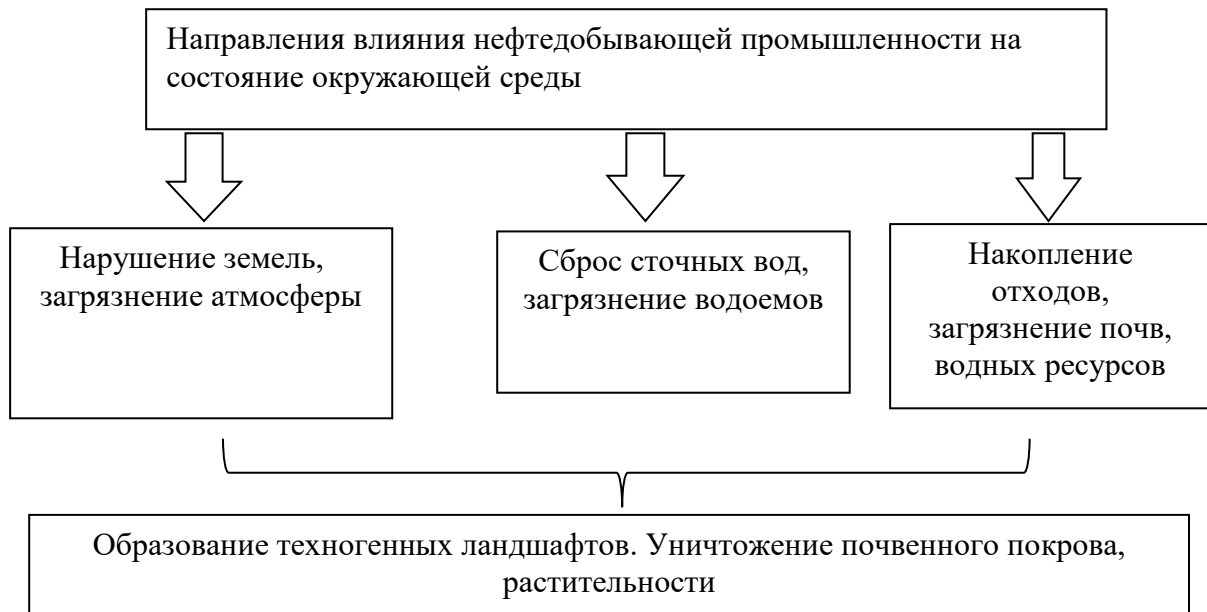 Направления влияния нефтедобывающей промышленности на
состояние окружающей среды
Нарушение земель,
загрязнение атмосферы
Сброс сточных вод,
загрязнение водоемов
Накопление
отходов,
загрязнение почв,
водных ресурсов
Образование техногенных ландшафтов. Уничтожение почвенного покрова,
растительности